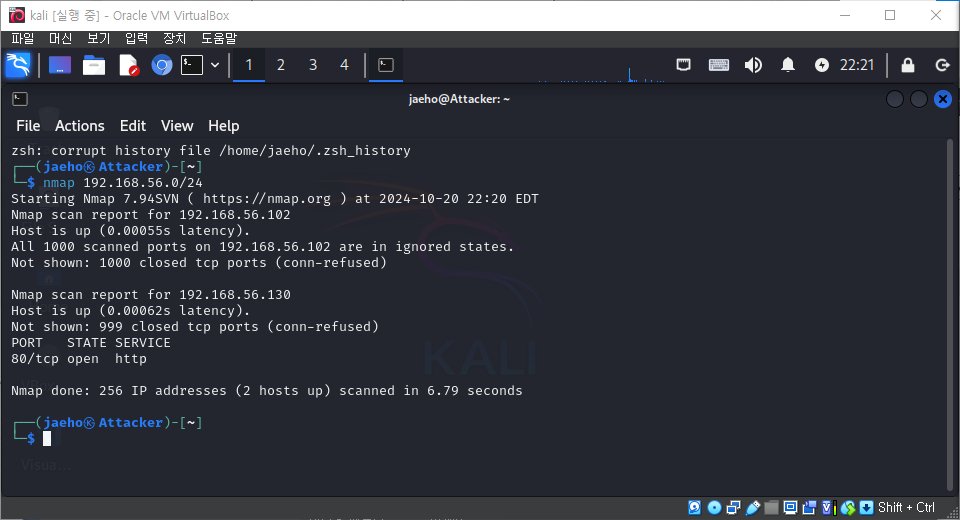 kali [실행 중] - Oracle VM VirtualBox
파일 머신 보기 입력 장치 도움말
1 2 3 4 22:21
jaeho@Attacker: ~
File Actions Edit View Help
zsh: corrupt history file /home/jaeho/.zsh_history
┌──(jaeho㉿Attacker)-[~]
└─$ nmap 192.168.56.0/24
Starting Nmap 7.94SVN ( https://nmap.org ) at 2024-10-20 22:20 EDT
Nmap scan report for 192.168.56.102
Host is up (0.00055s latency).
All 1000 scanned ports on 192.168.56.102 are in ignored states.
Not shown: 1000 closed tcp ports (conn-refused)
Nmap scan report for 192.168.56.130
Host is up (0.00062s latency).
Not shown: 999 closed tcp ports (conn-refused)
PORT   STATE SERVICE
80/tcp open  http
KALI
Nmap done: 256 IP addresses (2 hosts up) scanned in 6.79 seconds
┌──(jaeho㉿Attacker)-[~]
└─$
Visua...
Shift + Ctrl